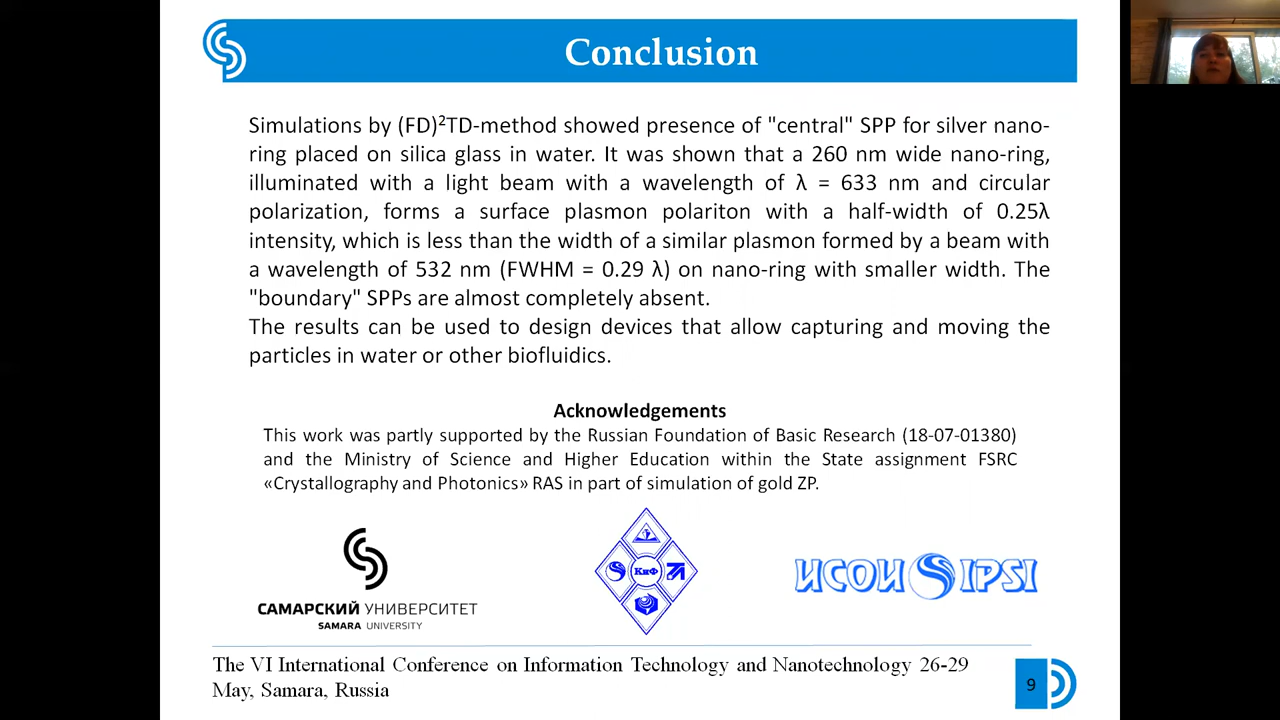 Conclusion
Simulations by (FD)²TD-method showed presence of "central" SPP for silver nano-
ring placed on silica glass in water. It was shown that a 260 nm wide nano-ring,
illuminated with a light beam with a wavelength of λ = 633 nm and circular
polarization, forms a surface plasmon polariton with a half-width of 0.25λ
intensity, which is less than the width of a similar plasmon formed by a beam with
a wavelength of 532 nm (FWHM = 0.29 λ) on nano-ring with smaller width. The
"boundary" SPPs are almost completely absent.
The results can be used to design devices that allow capturing and moving the
particles in water or other biofluidics.
Acknowledgements
This work was partly supported by the Russian Foundation of Basic Research (18-07-01380)
and the Ministry of Science and Higher Education within the State assignment FSRC
«Crystallography and Photonics» RAS in part of simulation of gold ZP.
КиФ
ИСОИ IPSI
САМАРСКИЙ УНИВЕРСИТЕТ
SAMARA UNIVERSITY
The VI International Conference on Information Technology and Nanotechnology 26-29
May, Samara, Russia
9